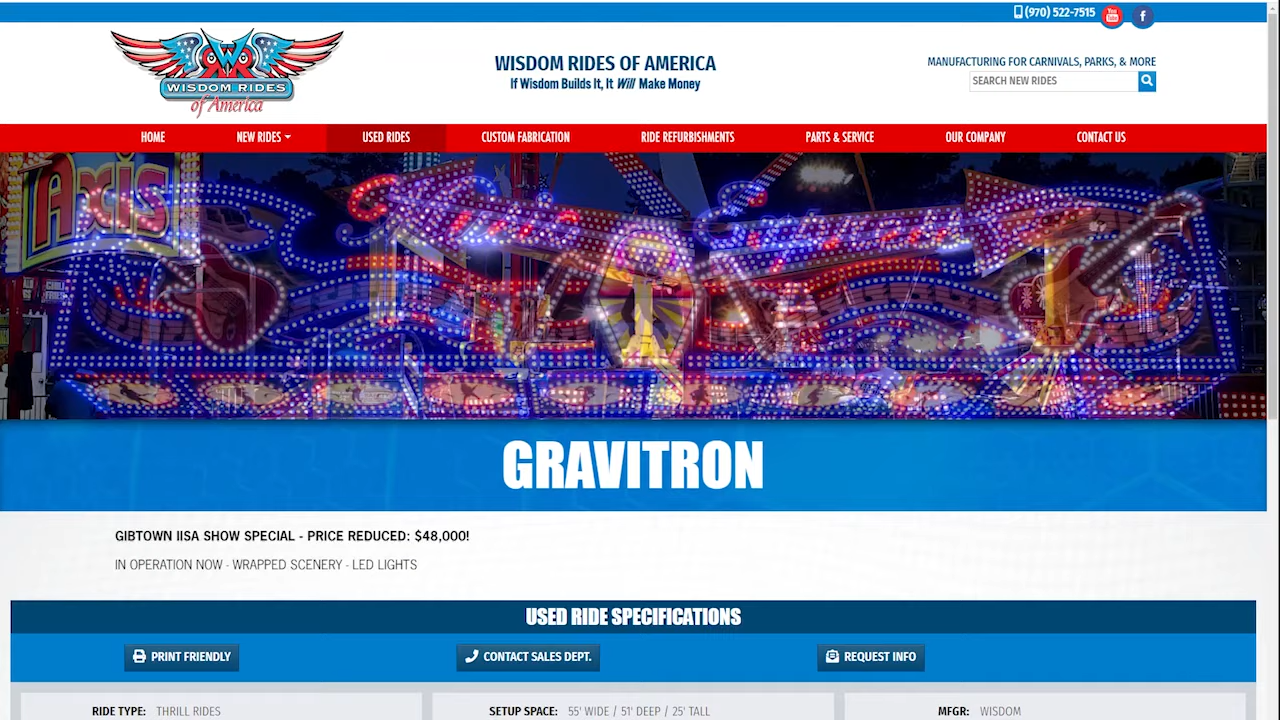 (970) 522-7515
You
Tube
f
WISDOM RIDES
of America
WISDOM RIDES OF AMERICA
If Wisdom Builds It, It Will Make Money
MANUFACTURING FOR CARNIVALS, PARKS, & MORE
SEARCH NEW RIDES
HOME
NEW RIDES
USED RIDES
CUSTOM FABRICATION
RIDE REFURBISHMENTS
PARTS & SERVICE
OUR COMPANY
CONTACT US
Axis
GRAVITRON
GIBTOWN IISA SHOW SPECIAL - PRICE REDUCED: $48,000!
IN OPERATION NOW - WRAPPED SCENERY - LED LIGHTS
USED RIDE SPECIFICATIONS
PRINT FRIENDLY
CONTACT SALES DEPT.
REQUEST INFO
RIDE TYPE: THRILL RIDES
SETUP SPACE: 55' WIDE / 51' DEEP / 25' TALL
MFGR: WISDOM